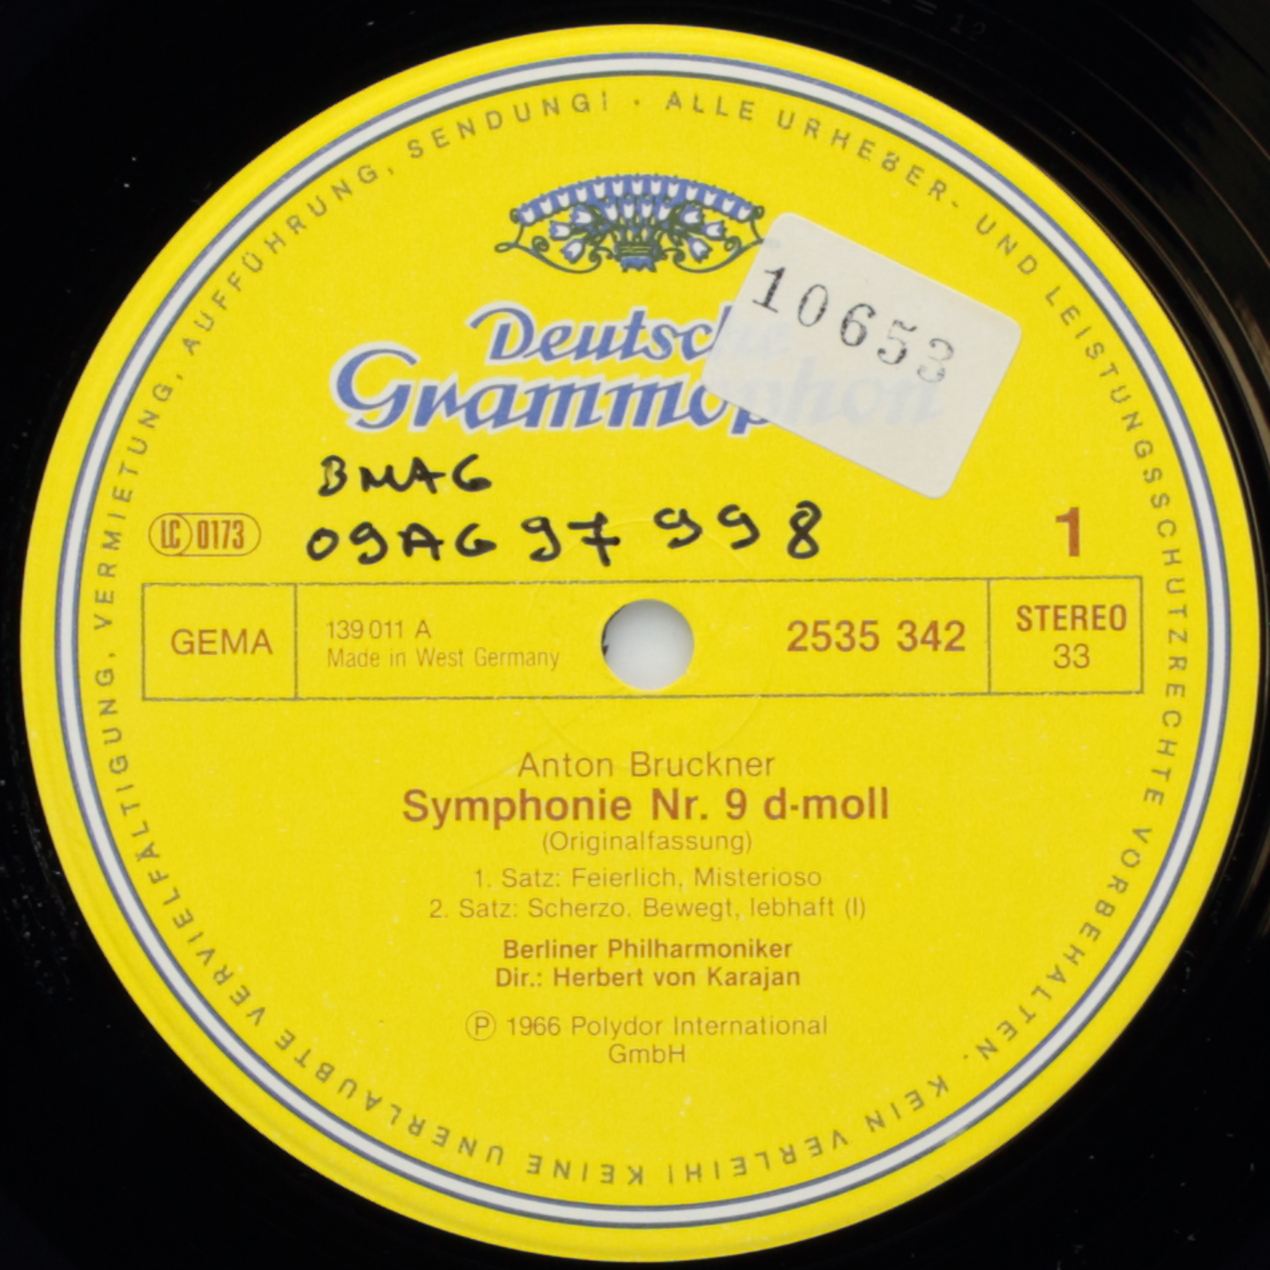 ALLE URHEBER- UND LEISTUNGSSCHUTZRECHTE VORBEHALTEN. KEIN VERLEIH! KEINE UNERLAUBTE VERVIELFÄLTIGUNG, VERMIETUNG, AUFFÜHRUNG, SENDUNG! ·
Deutsche
Grammophon
10653
BMAG
09AG97998
LC 0173
1
GEMA
139 011 A
Made in West Germany
2535 342
STEREO
33
Anton Bruckner
Symphonie Nr. 9 d-moll
(Originalfassung)
1. Satz: Feierlich, Misterioso
2. Satz: Scherzo. Bewegt, lebhaft (I)
Berliner Philharmoniker
Dir.: Herbert von Karajan
℗ 1966 Polydor International
GmbH